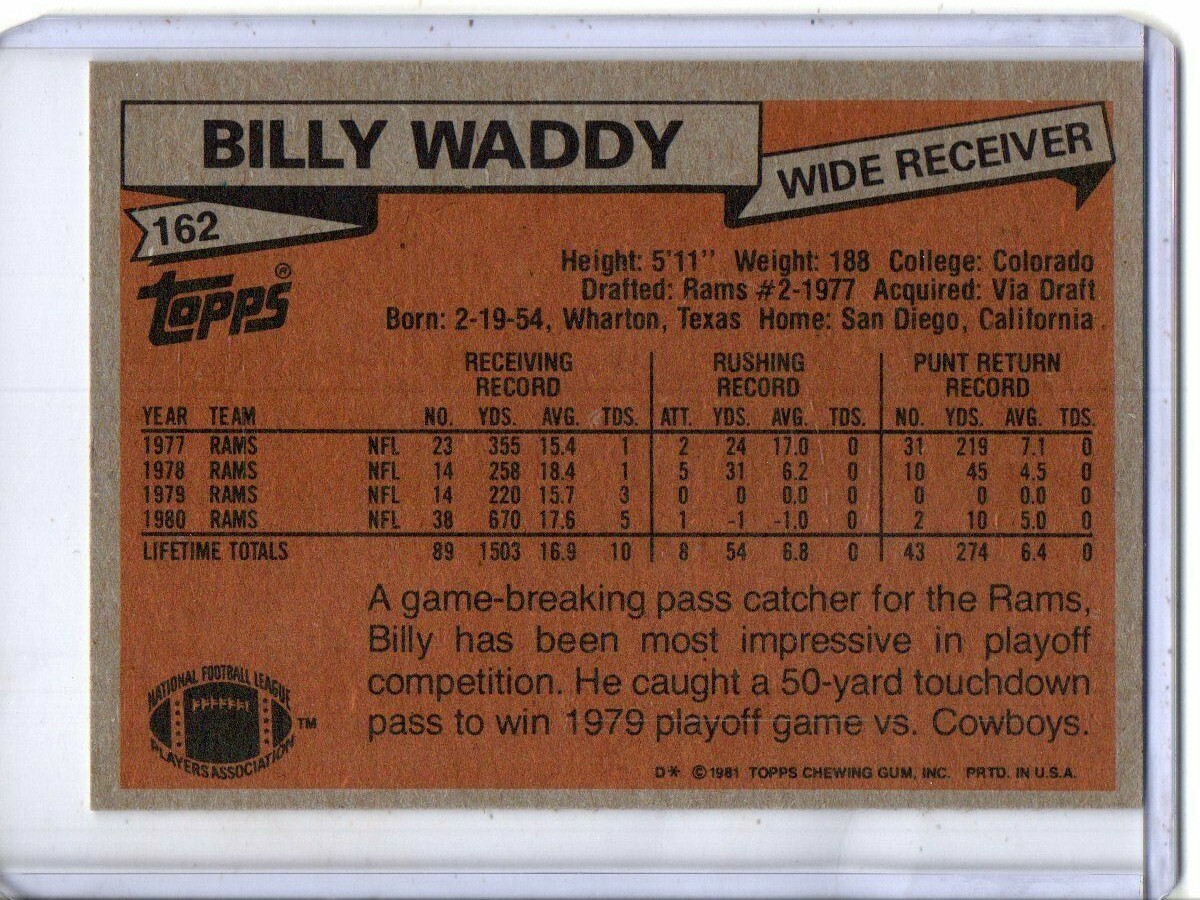 BILLY WADDY
WIDE RECEIVER
162
TOPPS®
Height: 5'11" Weight: 188 College: Colorado
Drafted: Rams #2-1977 Acquired: Via Draft
Born: 2-19-54, Wharton, Texas Home: San Diego, California
RECEIVING RECORD RUSHING RECORD PUNT RETURN RECORD
YEAR TEAM NO. YDS. AVG. TDS. ATT. YDS. AVG. TDS. NO. YDS. AVG. TDS.
1977 RAMS NFL 23 355 15.4 1 2 24 17.0 0 31 219 7.1 0
1978 RAMS NFL 14 258 18.4 1 5 31 6.2 0 10 45 4.5 0
1979 RAMS NFL 14 220 15.7 3 0 0 0.0 0 0 0 0.0 0
1980 RAMS NFL 38 670 17.6 5 1 -1 -1.0 0 2 10 5.0 0
LIFETIME TOTALS 89 1503 16.9 10 8 54 6.8 0 43 274 6.4 0
A game-breaking pass catcher for the Rams,
Billy has been most impressive in playoff
competition. He caught a 50-yard touchdown
pass to win 1979 playoff game vs. Cowboys.
NATIONAL FOOTBALL LEAGUE
PLAYERS ASSOCIATION
™
D* ©1981 TOPPS CHEWING GUM, INC. PRTD. IN U.S.A.